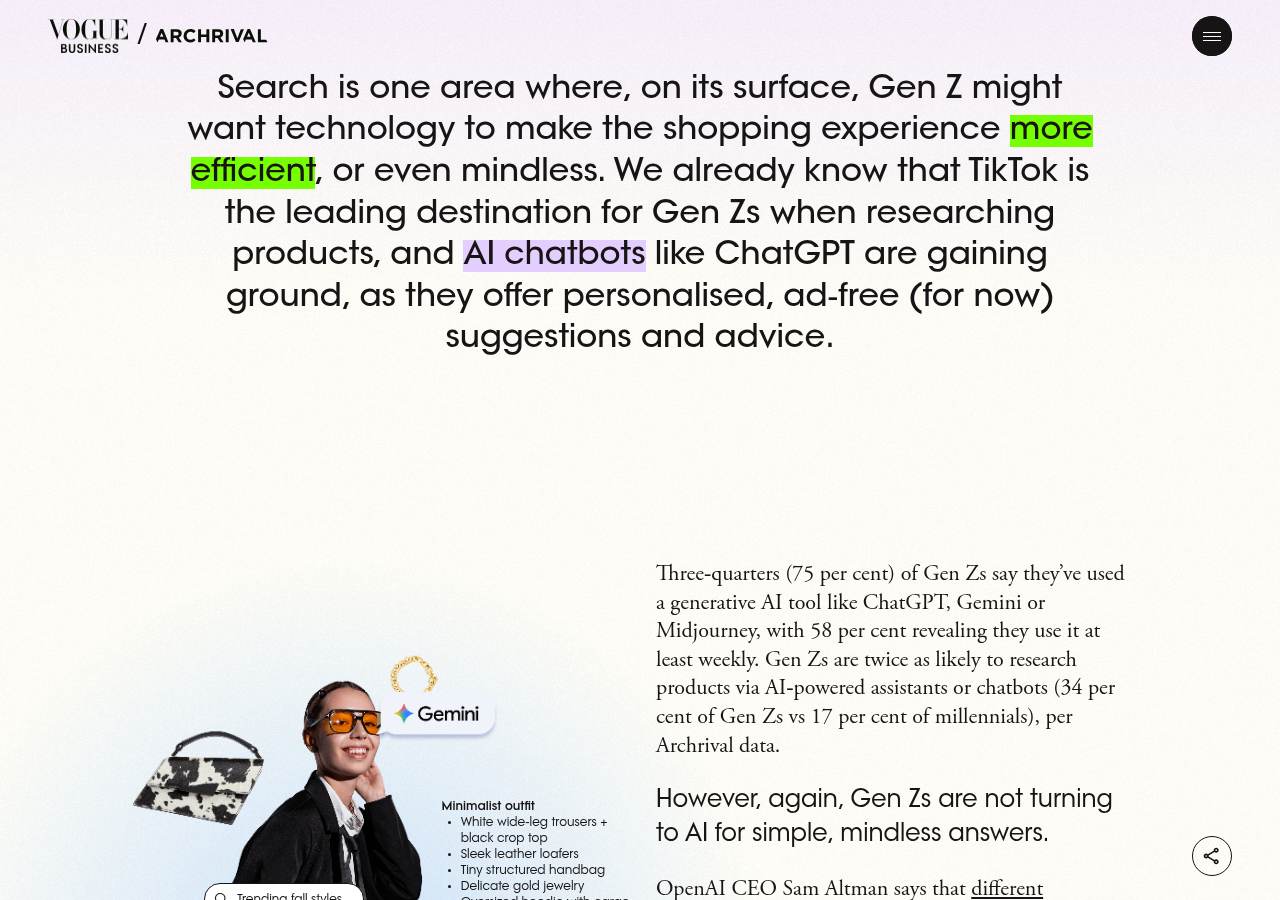 VOGUE
BUSINESS
/ ARCHRIVAL
Search is one area where, on its surface, Gen Z might
want technology to make the shopping experience more
efficient, or even mindless. We already know that TikTok is
the leading destination for Gen Zs when researching
products, and AI chatbots like ChatGPT are gaining
ground, as they offer personalised, ad-free (for now)
suggestions and advice.
Gemini
Minimalist outfit
• White wide-leg trousers +
black crop top
• Sleek leather loafers
• Tiny structured handbag
• Delicate gold jewelry
Trending fall styles
Three-quarters (75 per cent) of Gen Zs say they’ve used
a generative AI tool like ChatGPT, Gemini or
Midjourney, with 58 per cent revealing they use it at
least weekly. Gen Zs are twice as likely to research
products via AI-powered assistants or chatbots (34 per
cent of Gen Zs vs 17 per cent of millennials), per
Archrival data.
However, again, Gen Zs are not turning
to AI for simple, mindless answers.
OpenAI CEO Sam Altman says that different